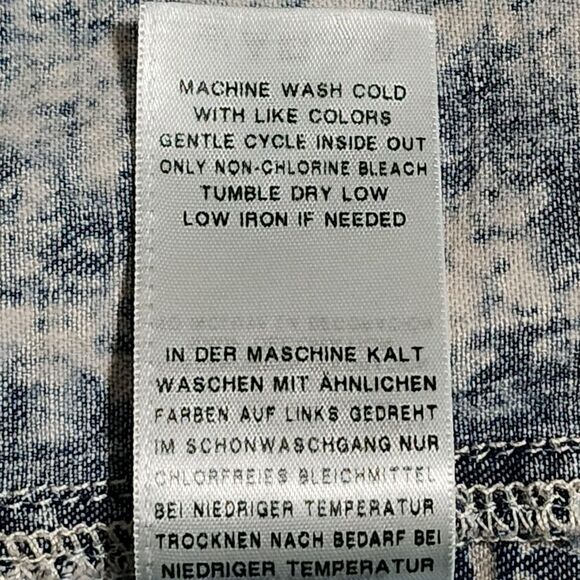 MACHINE WASH COLD
WITH LIKE COLORS
GENTLE CYCLE INSIDE OUT
ONLY NON-CHLORINE BLEACH
TUMBLE DRY LOW
LOW IRON IF NEEDED
IN DER MASCHINE KALT
WASCHEN MIT ÄHNLICHEN
FARBEN AUF LINKS GEDREHT
IM SCHONWASCHGANG NUR
CHLORFREIES BLEICHMITTEL
BEI NIEDRIGER TEMPERATUR
TROCKNEN NACH BEDARF BEI
NIEDRIGER TEMPERATUR